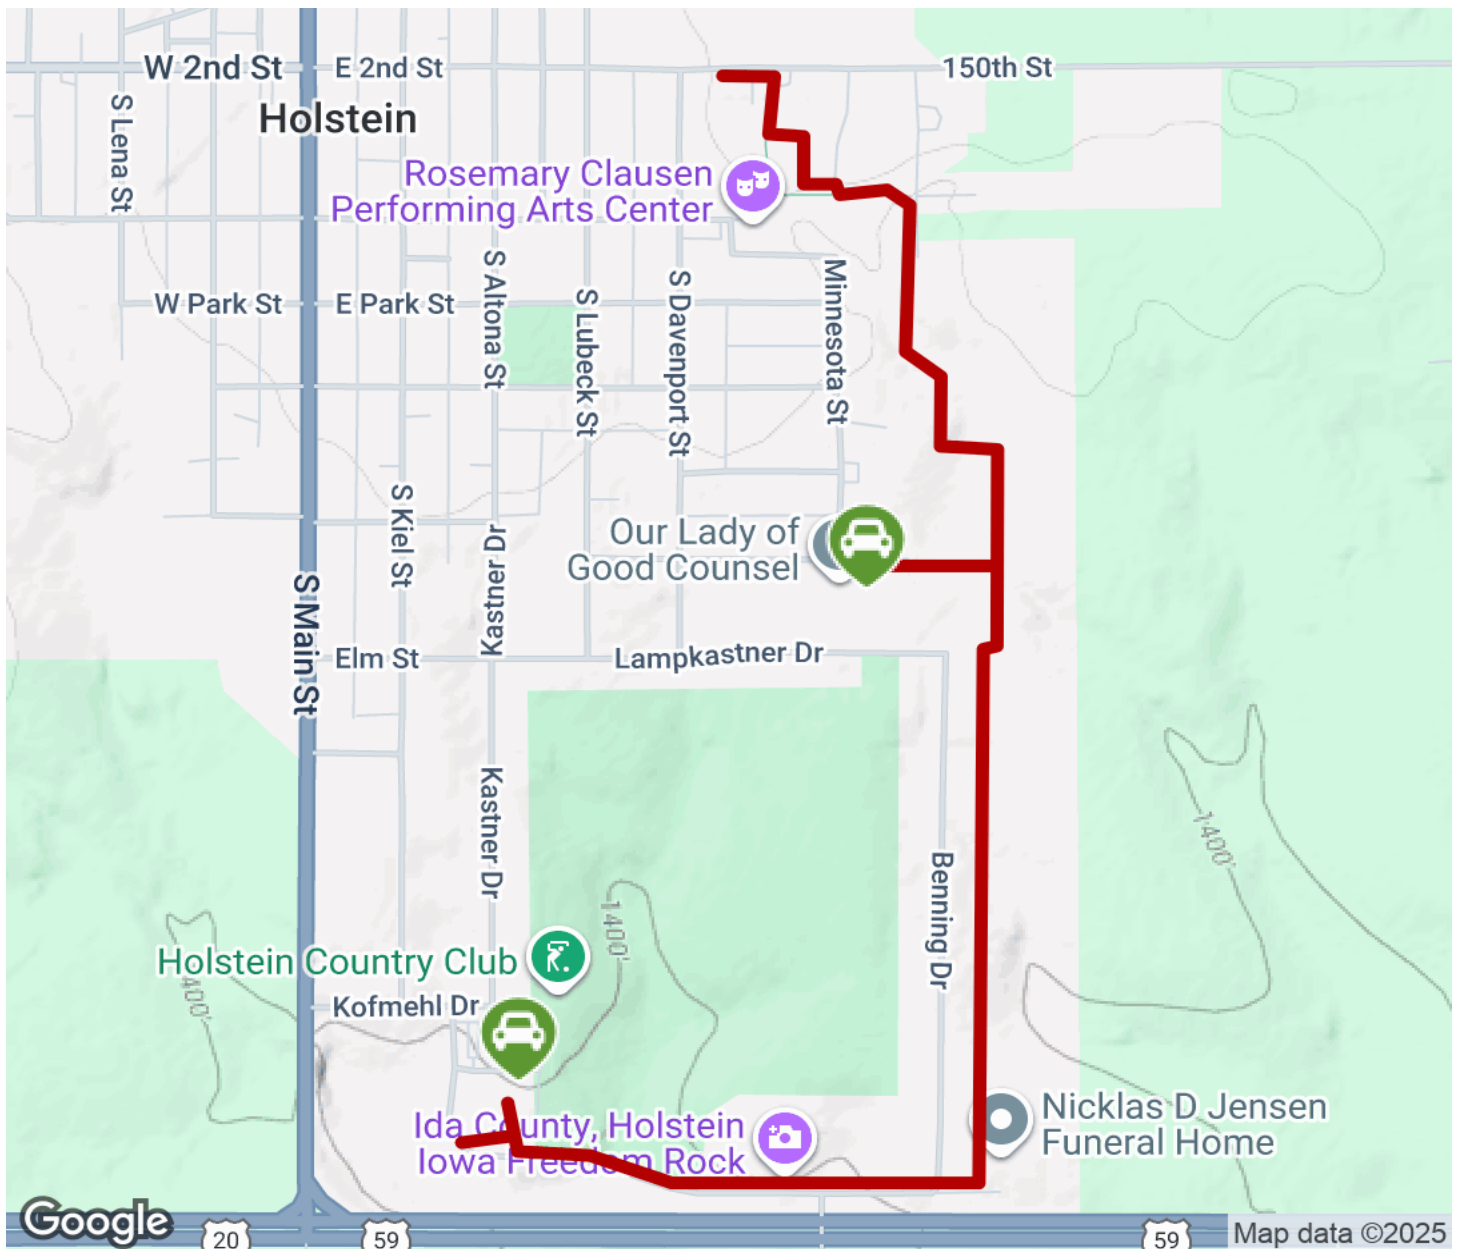 W 2nd St
E 2nd St
150th St
S Lena St
Holstein
Rosemary Clausen
Performing Arts Center
W Park St
E Park St
S Altona St
S Lubeck St
S Davenport St
Minnesota St
S Kiel St
Kastner Dr
Our Lady of
Good Counsel
S Main St
Elm St
Lampkastner Dr
Kastner Dr
Benning Dr
1400'
1400'
1400'
Holstein Country Club
Kofmehl Dr
Ida County, Holstein
Iowa Freedom Rock
Nicklas D Jensen
Funeral Home
Google
20
59
59
Map data ©2025